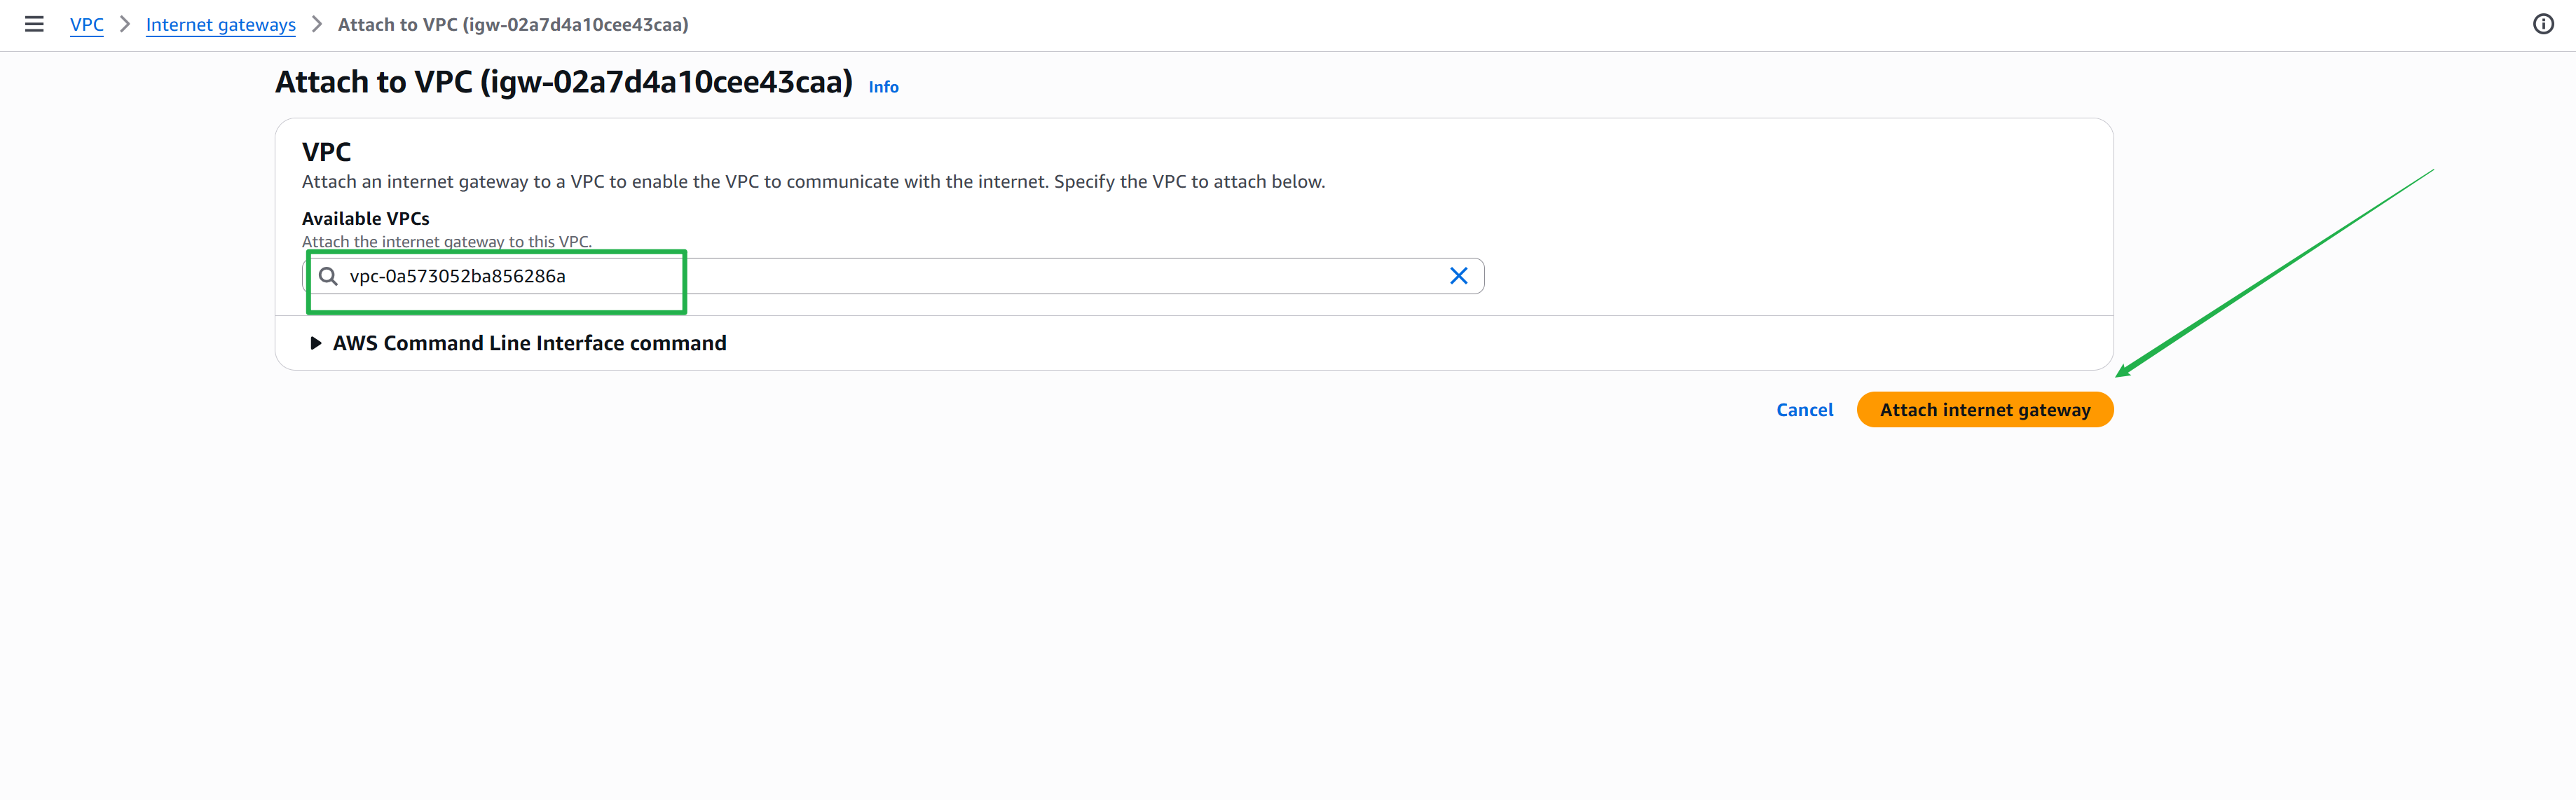 VPC > Internet gateways > Attach to VPC (igw-02a7d4a10cee43caa)
Attach to VPC (igw-02a7d4a10cee43caa) Info
VPC
Attach an internet gateway to a VPC to enable the VPC to communicate with the internet. Specify the VPC to attach below.
Available VPCs
Attach the internet gateway to this VPC.
vpc-0a573052ba856286a
AWS Command Line Interface command
Cancel Attach internet gateway